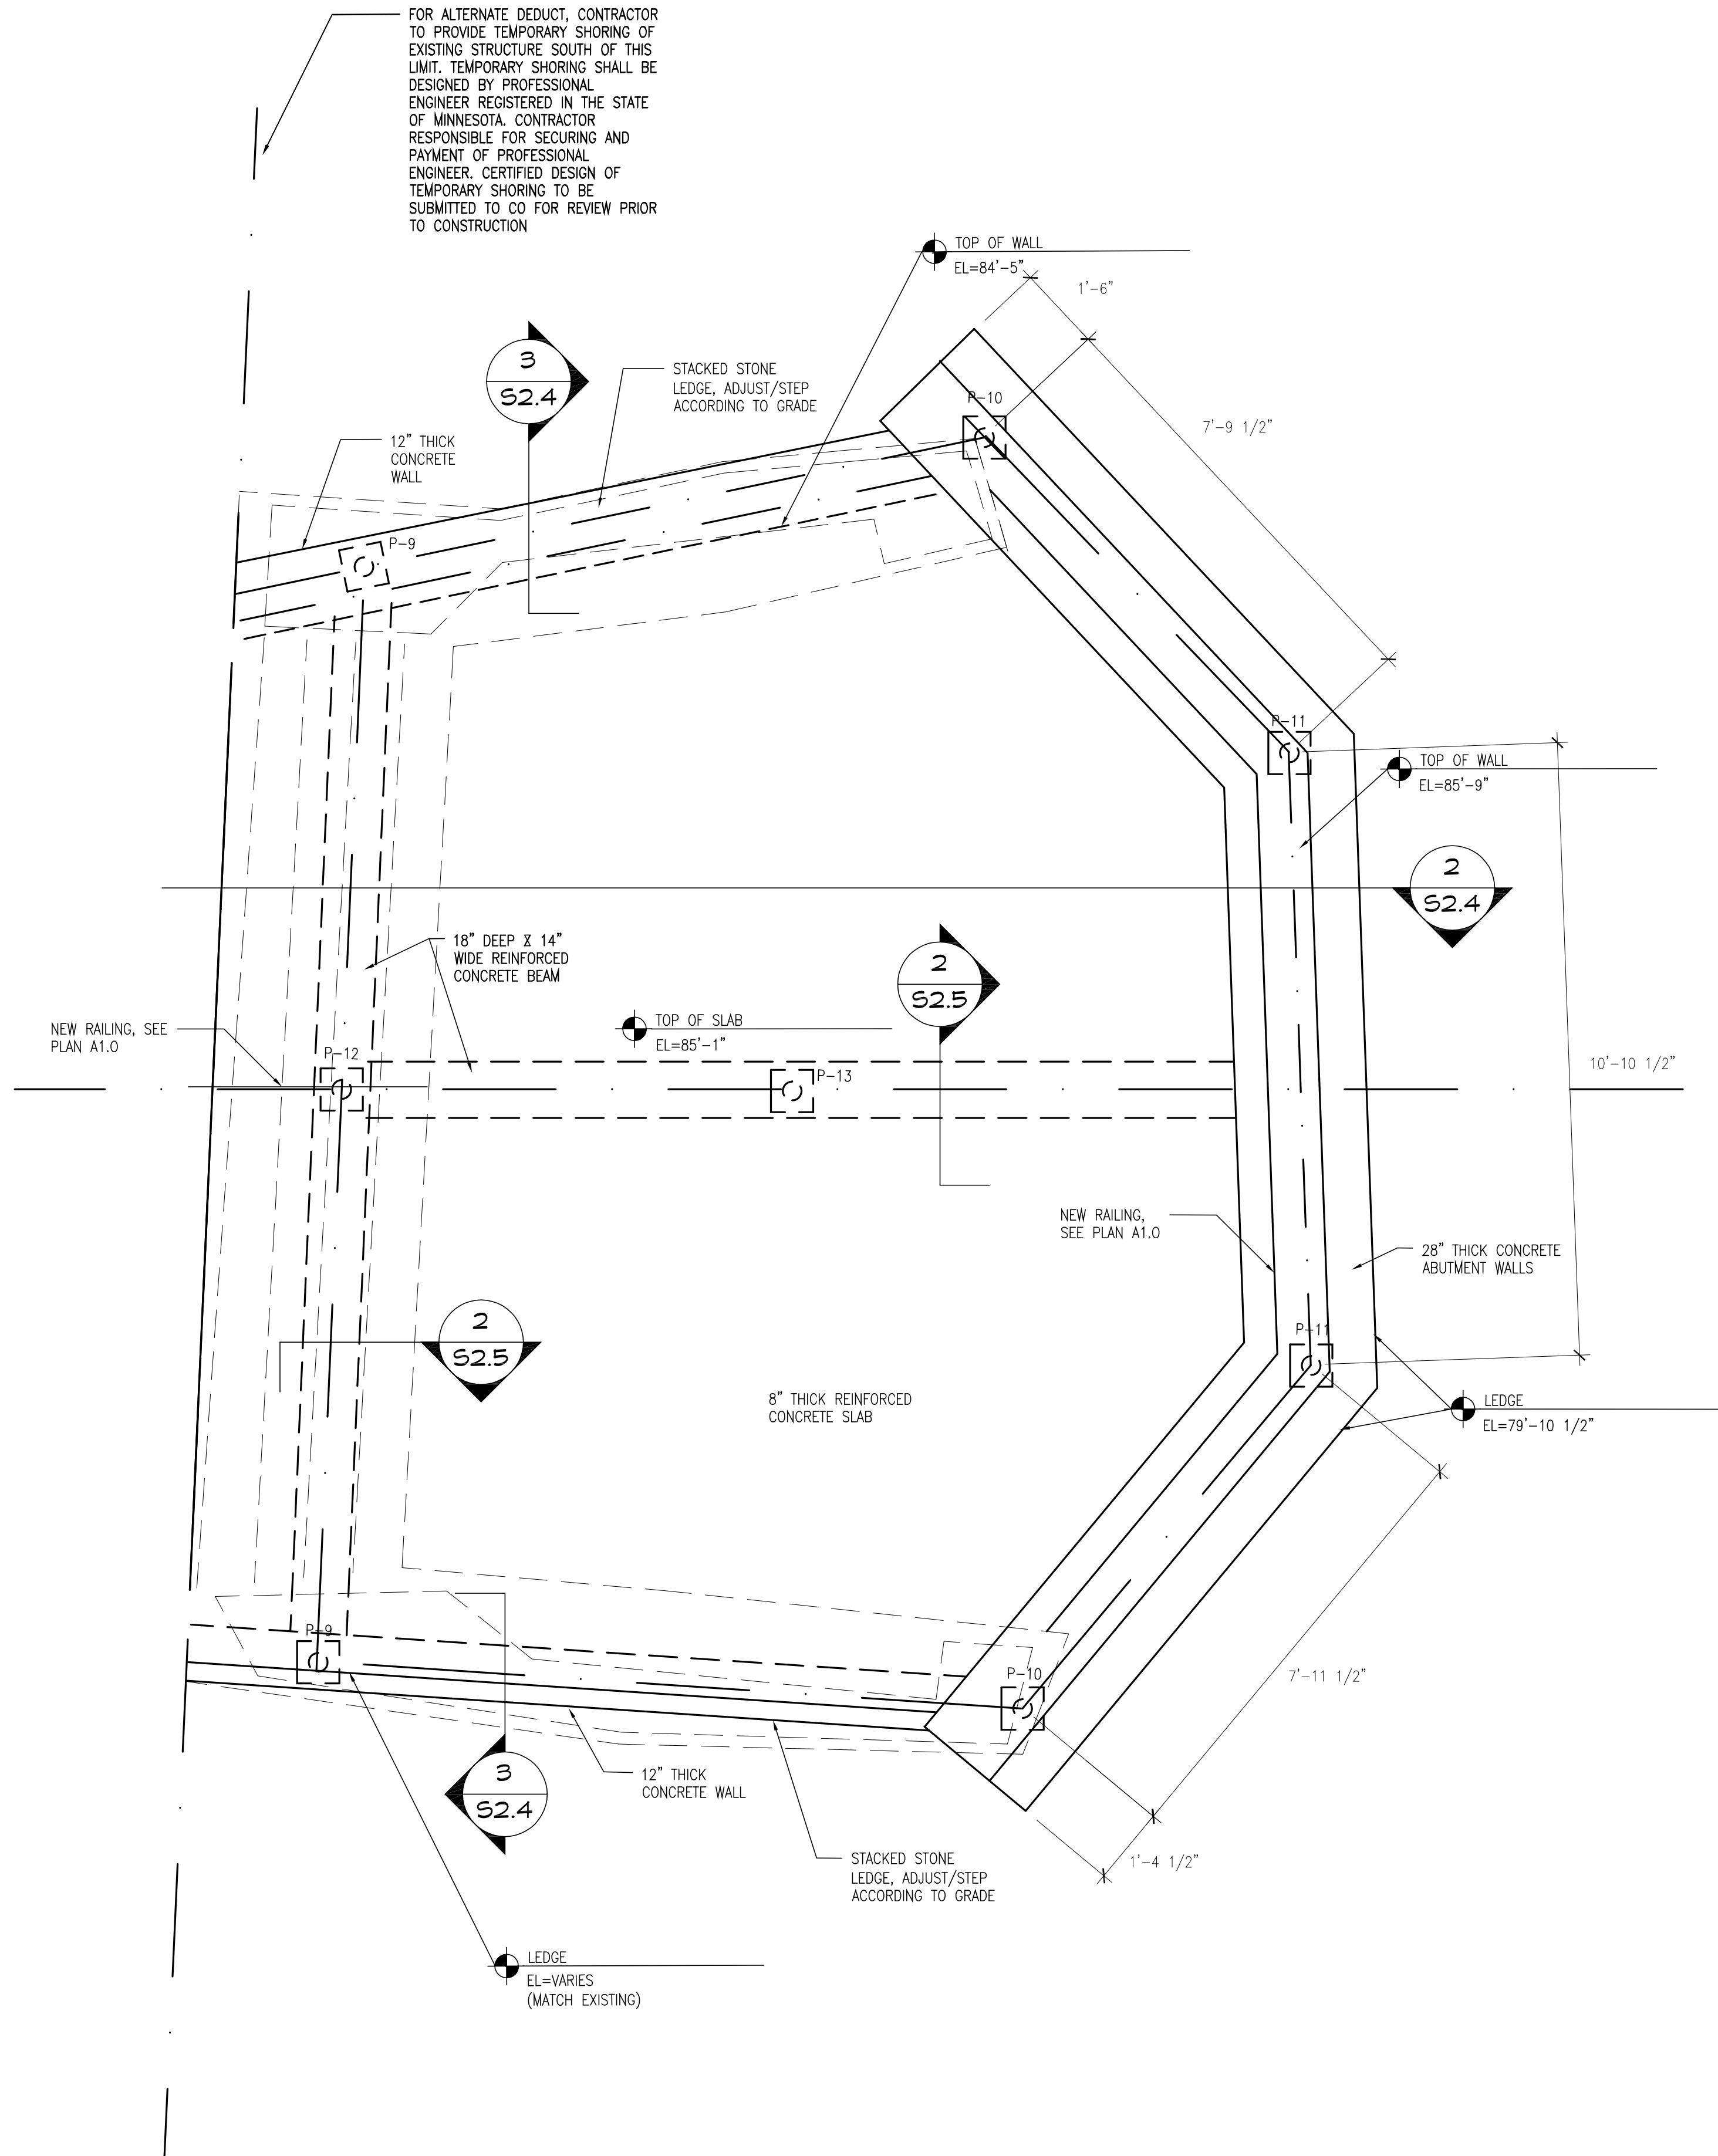 FOR ALTERNATE DEDUCT, CONTRACTOR
TO PROVIDE TEMPORARY SHORING OF
EXISTING STRUCTURE SOUTH OF THIS
LIMIT. TEMPORARY SHORING SHALL BE
DESIGNED BY PROFESSIONAL
ENGINEER REGISTERED IN THE STATE
OF MINNESOTA. CONTRACTOR
RESPONSIBLE FOR SECURING AND
PAYMENT OF PROFESSIONAL
ENGINEER. CERTIFIED DESIGN OF
TEMPORARY SHORING TO BE
SUBMITTED TO CO FOR REVIEW PRIOR
TO CONSTRUCTION
TOP OF WALL
EL=84'-5"
1'-6"
3
S2.4
STACKED STONE
LEDGE, ADJUST/STEP
ACCORDING TO GRADE
P-10
7'-9 1/2"
12" THICK
CONCRETE
WALL
P-9
P-11
TOP OF WALL
EL=85'-9"
2
S2.4
18" DEEP X 14"
WIDE REINFORCED
CONCRETE BEAM
2
S2.5
NEW RAILING, SEE
PLAN A1.0
TOP OF SLAB
EL=85'-1"
P-12
P-13
10'-10 1/2"
NEW RAILING,
SEE PLAN A1.0
28" THICK CONCRETE
ABUTMENT WALLS
2
S2.5
P-11
8" THICK REINFORCED
CONCRETE SLAB
LEDGE
EL=79'-10 1/2"
P-9
P-10
7'-11 1/2"
3
S2.4
12" THICK
CONCRETE WALL
STACKED STONE
LEDGE, ADJUST/STEP
ACCORDING TO GRADE
1'-4 1/2"
LEDGE
EL=VARIES
(MATCH EXISTING)